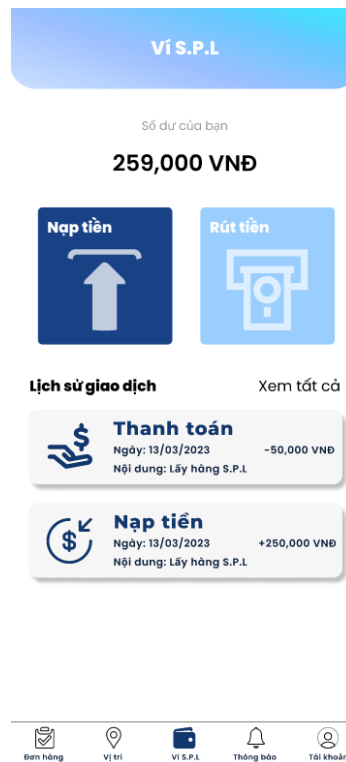 Ví S.P.L
Số dư của bạn
259,000 VNĐ
Nạp tiền
Rút tiền
Lịch sử giao dịch
Xem tất cả
Thanh toán
Ngày: 13/03/2023
-50,000 VNĐ
Nội dung: Lấy hàng S.P.L
Nạp tiền
Ngày: 13/03/2023
+250,000 VNĐ
Nội dung: Lấy hàng S.P.L
Đơn hàng
Vị trí
Ví S.P.L
Thông báo
Tài khoản